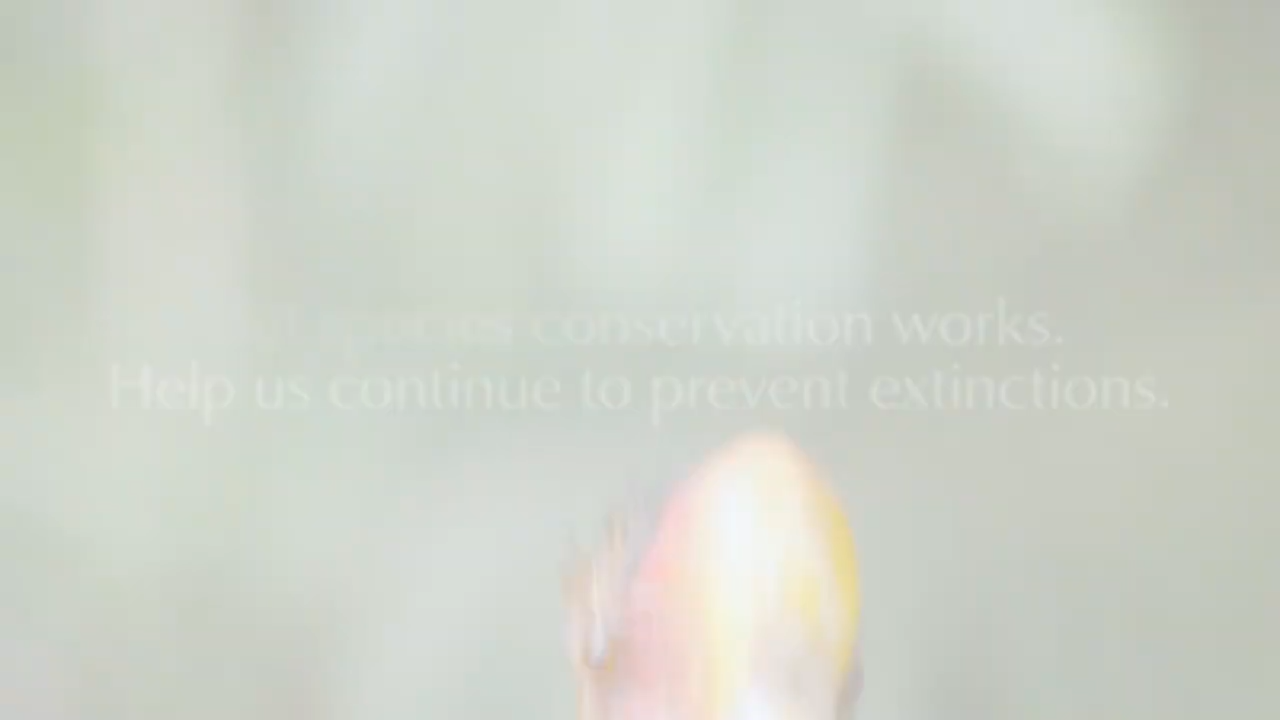 species conservation works.
Help us continue to prevent extinctions.